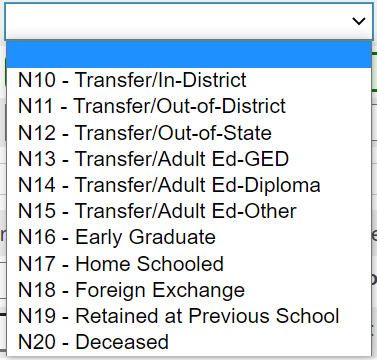 N10 - Transfer/In-District
N11 - Transfer/Out-of-District
N12 - Transfer/Out-of-State
N13 - Transfer/Adult Ed-GED
N14 - Transfer/Adult Ed-Diploma
N15 - Transfer/Adult Ed-Other
N16 - Early Graduate
N17 - Home Schooled
N18 - Foreign Exchange
N19 - Retained at Previous School
N20 - Deceased